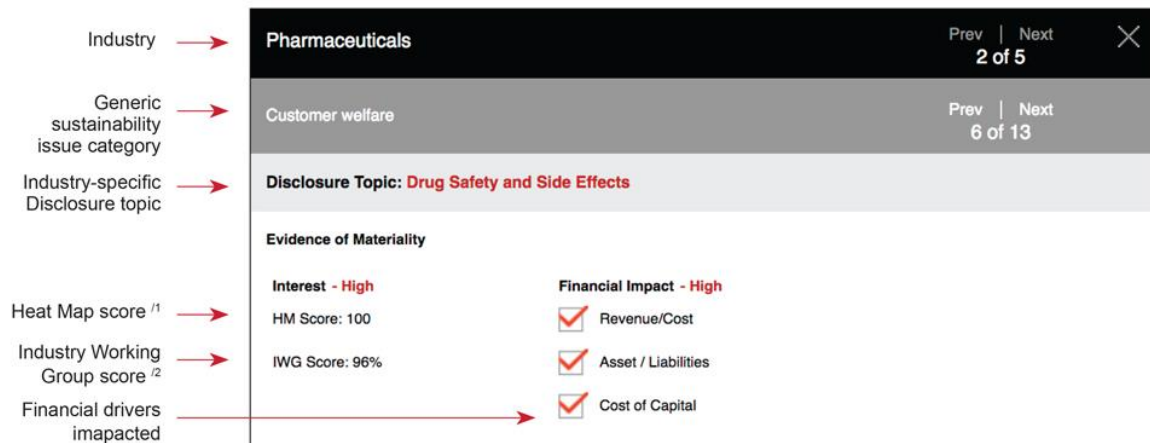 Industry
Pharmaceuticals
Prev | Next
2 of 5
Generic
sustainability
issue category
Customer welfare
Prev | Next
6 of 13
Industry-specific
Disclosure topic
Disclosure Topic: Drug Safety and Side Effects
Evidence of Materiality
Interest - High
Financial Impact - High
Heat Map score /1
HM Score: 100
Revenue/Cost
Industry Working
Group score /2
IWG Score: 96%
Asset / Liabilities
Financial drivers
imapacted
Cost of Capital